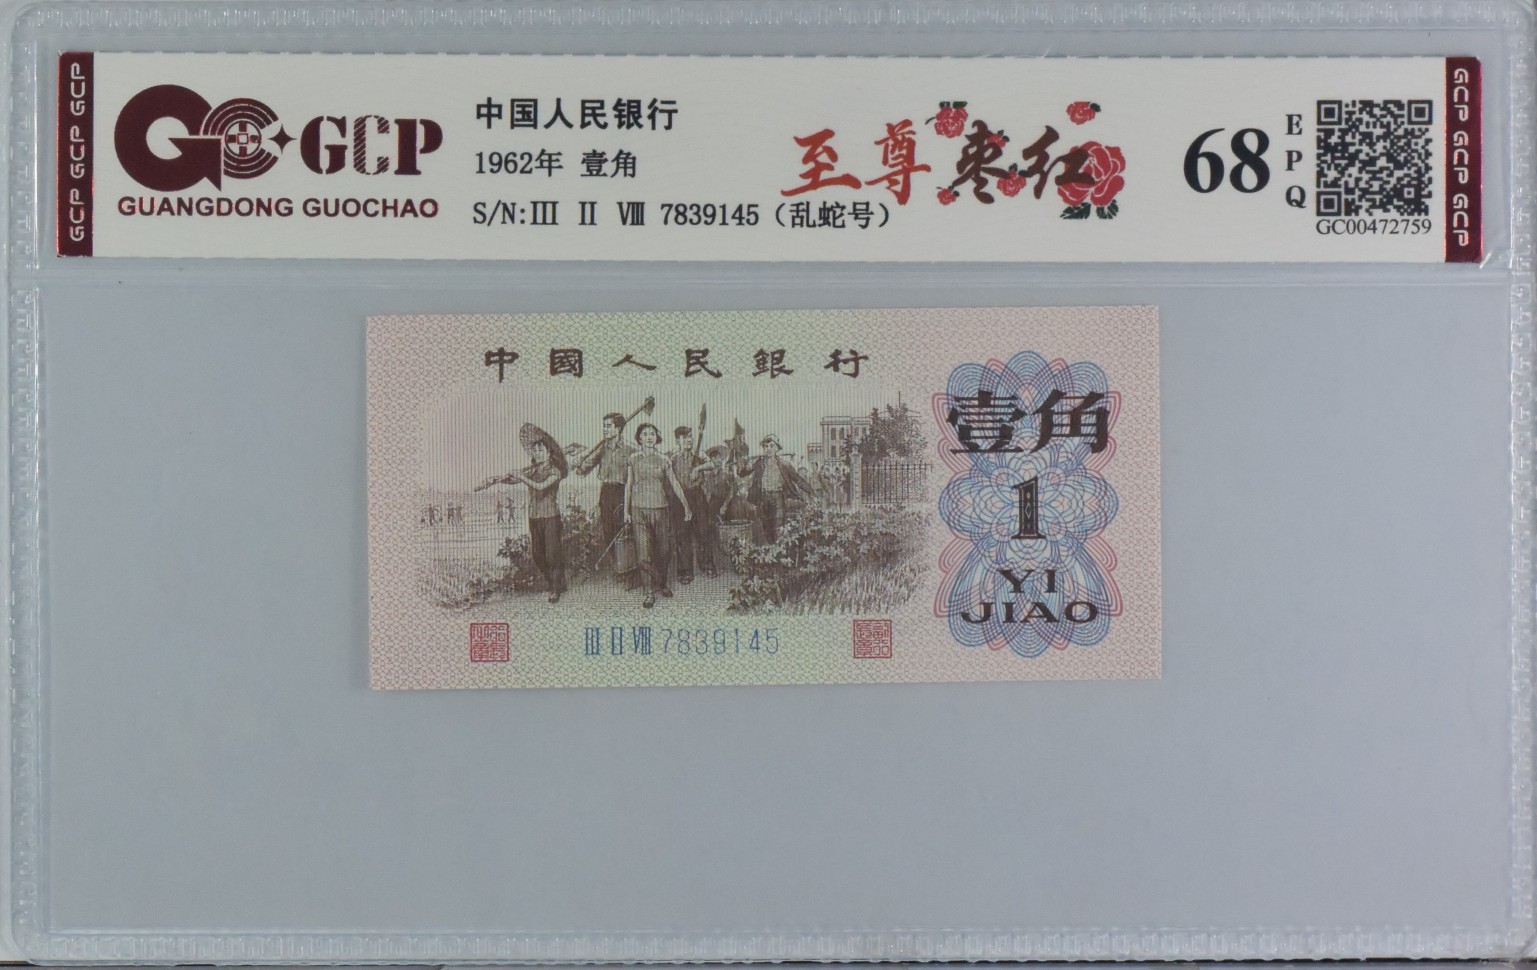 GCP GCP GCP
GCP
GUANGDONG GUOCHAO
中国人民银行
1962年 壹角
S/N:III II VIII 7839145（乱蛇号）
至尊枣红
68
EPQ
GC00472759
GCP GCP GCP
中國人民銀行
壹角
1
YI
JIAO
III II VIII 7839145